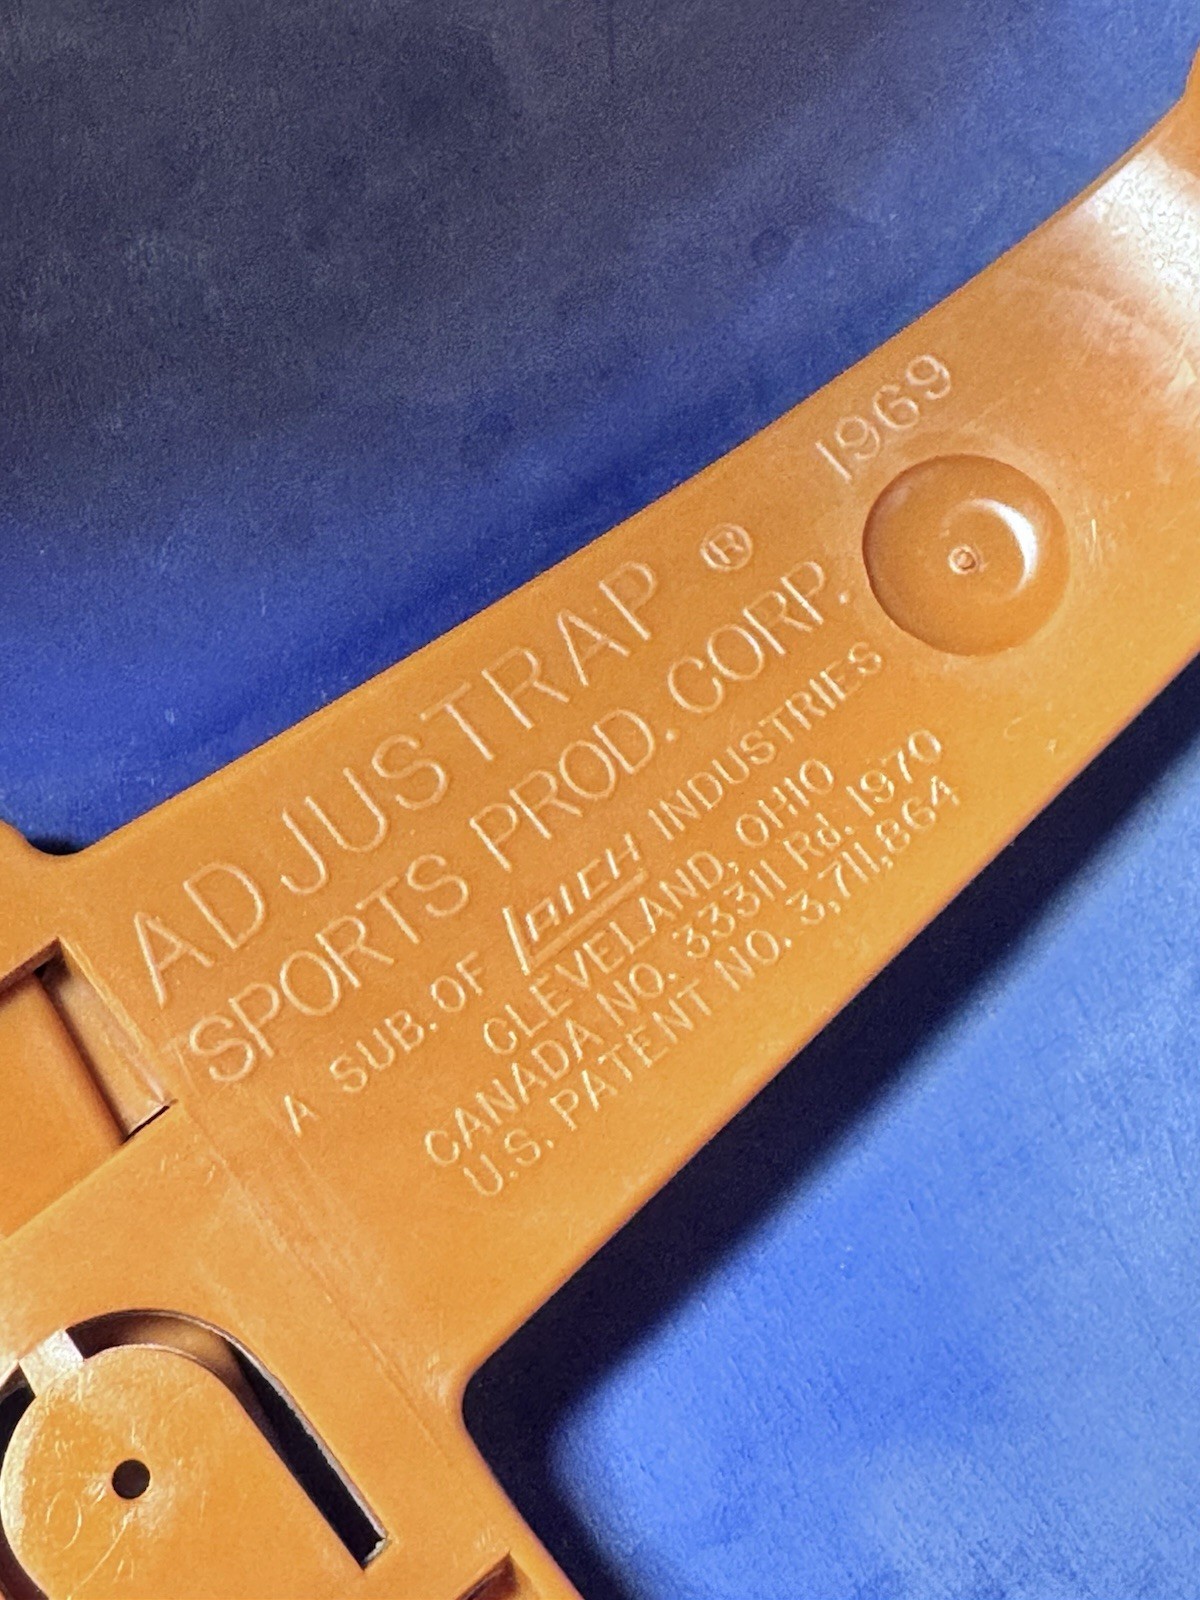 1969
ADJUSTRAP ®
SPORTS PROD. CORP.
A SUB. OF INDUSTRIES
CLEVELAND, OHIO
CANADA NO. 33311 Rd. 1970
U.S. PATENT NO. 3,711,864